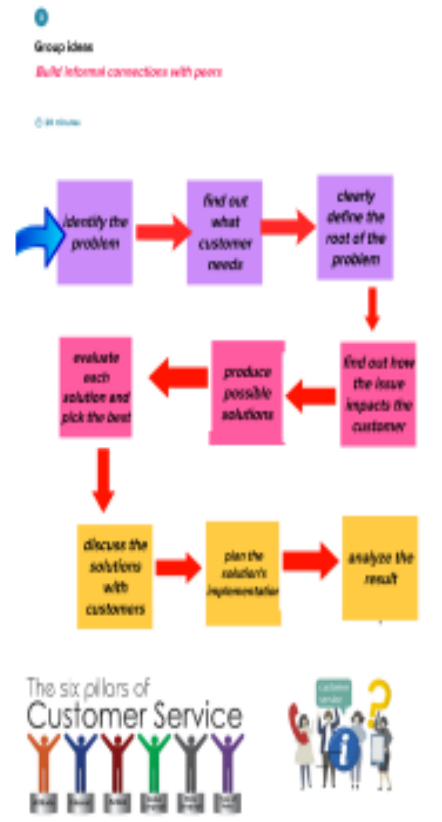 Group ideas
Build informal connections with peers
identify the
problem
find out
what
customer
needs
clearly
define the
root of the
problem
find out how
the issue
impacts the
customer
produce
possible
solutions
evaluate
each
solution and
pick the best
discuss the
solutions
with
customers
plan the
solution's
implementation
analyze the
result
The six pillars of
Customer Service
customer
service